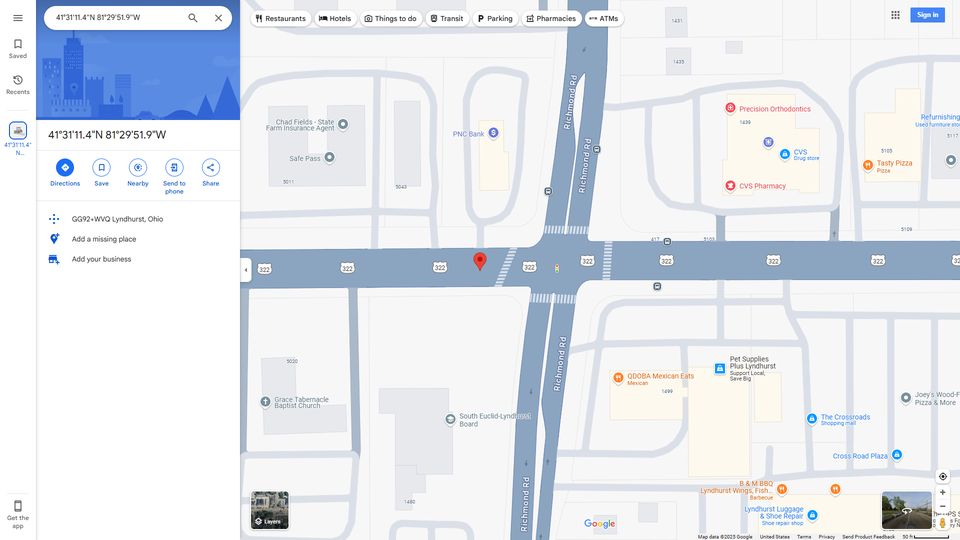 41°31'11.4"N 81°29'51.9"W
Restaurants
Hotels
Things to do
Transit
Parking
Pharmacies
ATMs
Sign in
Saved
Recents
41°31'11.4"
N...
41°31'11.4"N 81°29'51.9"W
Directions
Save
Nearby
Send to
phone
Share
GG92+WVQ Lyndhurst, Ohio
Add a missing place
Add your business
Get the
app
1431
1435
Richmond Rd
Richmond Rd
Chad Fields - State
Farm Insurance Agent
Safe Pass
5011
5043
PNC Bank
Precision Orthodontics
1439
CVS
Drug store
CVS Pharmacy
Refurnishing
Used furniture sto
5117
5105
Tasty Pizza
Pizza
5109
417
5103
322
322
322
322
322
322
322
322
322
Richmond Rd
5020
Grace Tabernacle
Baptist Church
South Euclid-Lyndhurst
Board
1480
Richmond Rd
QDOBA Mexican Eats
Mexican
1499
Pet Supplies
Plus Lyndhurst
Support Local,
Save Big
Joey's Wood-F
Pizza & More
The Crossroads
Shopping mall
Cross Road Plaza
B & M BBQ
Lyndhurst Wings, Fish...
Barbecue
Lyndhurst Luggage
& Shoe Repair
Shoe repair shop
Layers
Google
Map data ©2025 Google
United States
Terms
Privacy
Send Product Feedback
50 ft